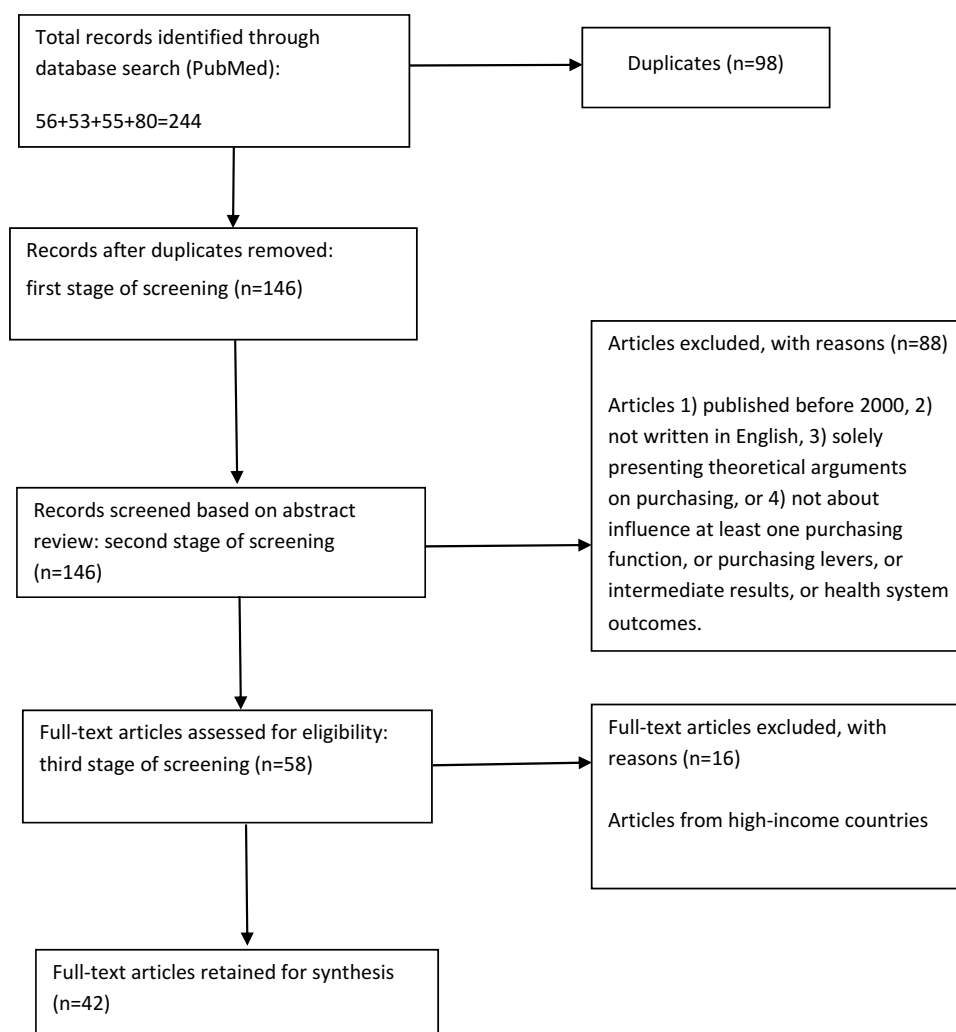 Total records identified through
database search (PubMed):
56+53+55+80=244
Duplicates (n=98)
Records after duplicates removed:
first stage of screening (n=146)
Articles excluded, with reasons (n=88)
Articles 1) published before 2000, 2)
not written in English, 3) solely
presenting theoretical arguments
on purchasing, or 4) not about
influence at least one purchasing
function, or purchasing levers, or
intermediate results, or health system
outcomes.
Records screened based on abstract
review: second stage of screening
(n=146)
Full-text articles assessed for eligibility:
third stage of screening (n=58)
Full-text articles excluded, with
reasons (n=16)
Articles from high-income countries
Full-text articles retained for synthesis
(n=42)